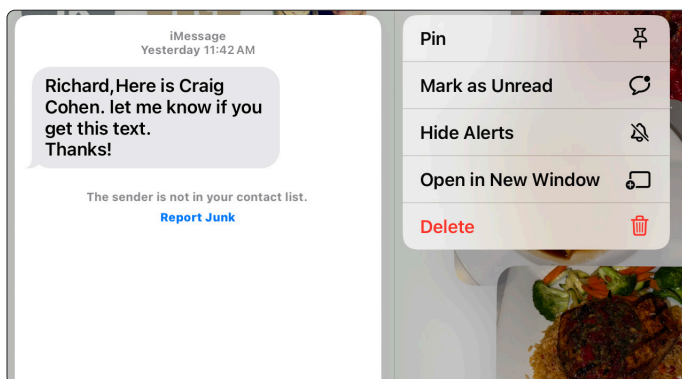 iMessage
Yesterday 11:42 AM
Richard,Here is Craig
Cohen. let me know if you
get this text.
Thanks!
The sender is not in your contact list.
Report Junk
Pin
Mark as Unread
Hide Alerts
Open in New Window
Delete